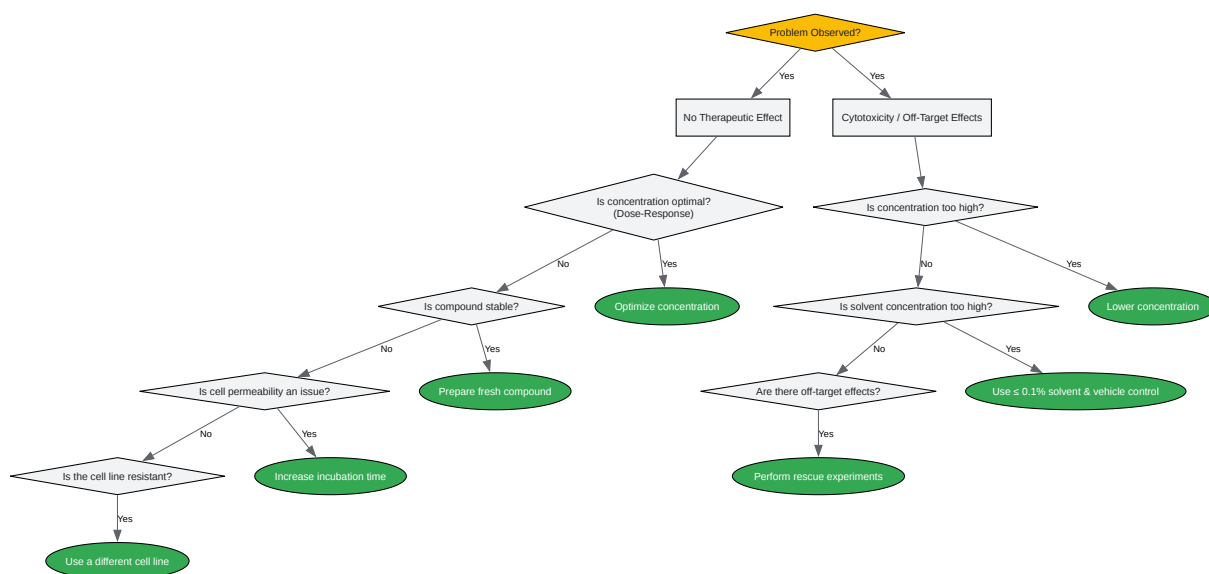 Problem Observed?
Yes
Yes
No Therapeutic Effect
Cytotoxicity / Off-Target Effects
Is concentration optimal?
(Dose-Response)
Is concentration too high?
No
Yes
No
Yes
Is compound stable?
Optimize concentration
Is solvent concentration too high?
Lower concentration
No
Yes
No
Yes
Is cell permeability an issue?
Prepare fresh compound
Are there off-target effects?
Use ≤ 0.1% solvent & vehicle control
No
Yes
Yes
Is the cell line resistant?
Increase incubation time
Perform rescue experiments
Yes
Use a different cell line